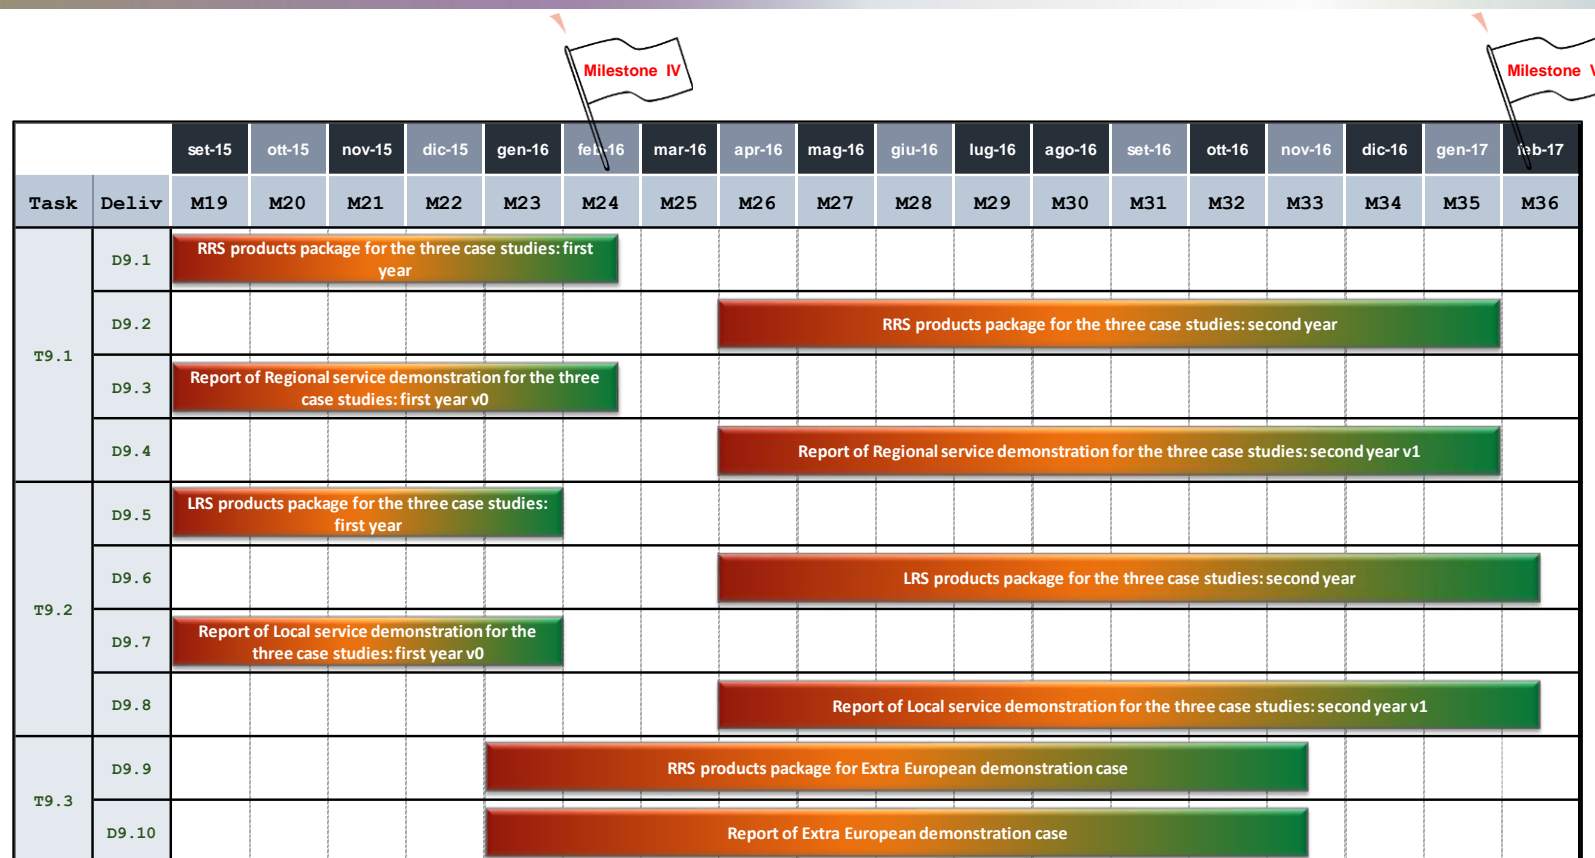 Milestone IV
Milestone V
set-15 ott-15 nov-15 dic-15 gen-16 feb-16 mar-16 apr-16 mag-16 giu-16 lug-16 ago-16 set-16 ott-16 nov-16 dic-16 gen-17 feb-17
Task Deliv M19 M20 M21 M22 M23 M24 M25 M26 M27 M28 M29 M30 M31 M32 M33 M34 M35 M36
T9.1
D9.1
RRS products package for the three case studies: first
year
D9.2
RRS products package for the three case studies: second year
D9.3
Report of Regional service demonstration for the three
case studies: first year v0
D9.4
Report of Regional service demonstration for the three case studies: second year v1
T9.2
D9.5
LRS products package for the three case studies:
first year
D9.6
LRS products package for the three case studies: second year
D9.7
Report of Local service demonstration for the
three case studies: first year v0
D9.8
Report of Local service demonstration for the three case studies: second year v1
T9.3
D9.9
RRS products package for Extra European demonstration case
D9.10
Report of Extra European demonstration case